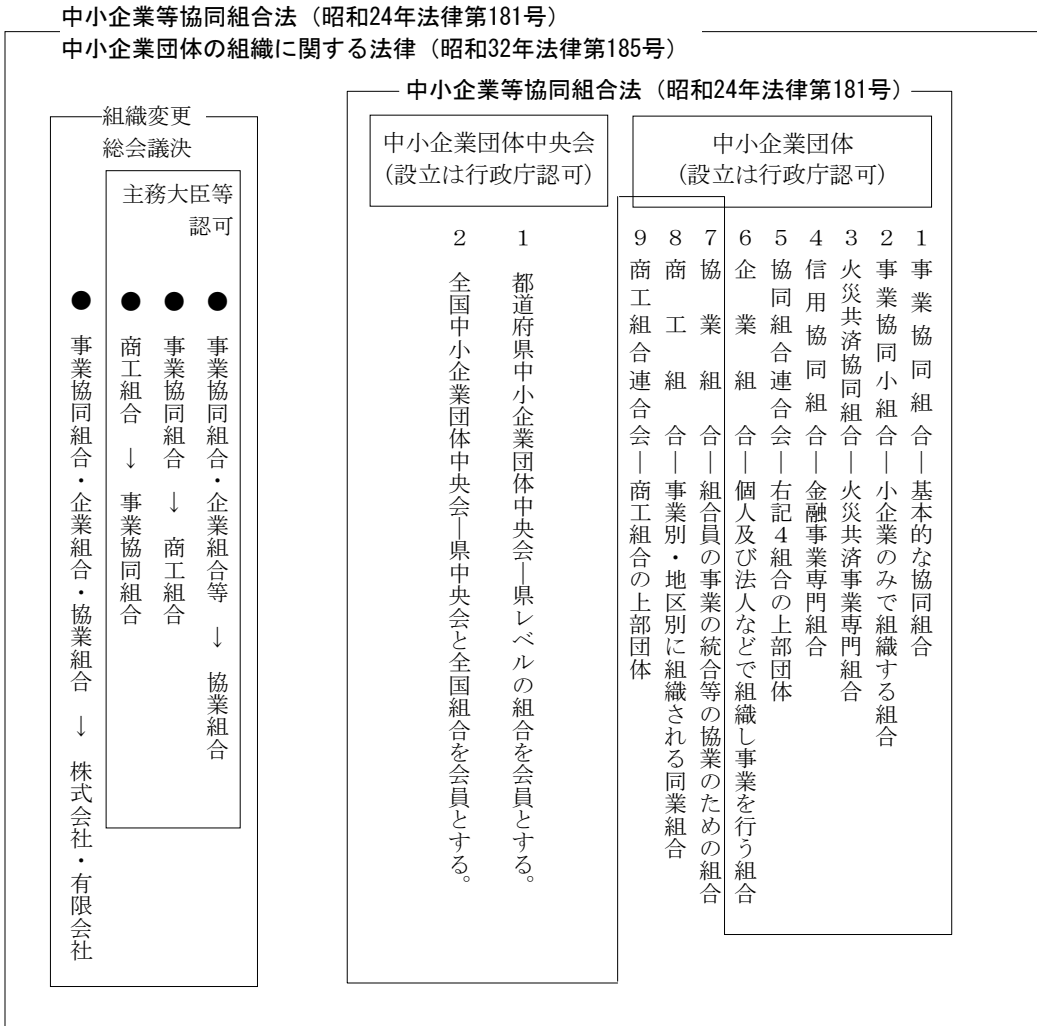 中小企業等協同組合法（昭和24年法律第181号）
中小企業団体の組織に関する法律（昭和32年法律第185号）
中小企業等協同組合法（昭和24年法律第181号）
中小企業団体
（設立は行政庁認可）
１ 事業協同組合―基本的な協同組合
２ 事業協同小組合―小企業のみで組織する組合
３ 火災共済協同組合―火災共済事業専門組合
４ 信用協同組合―金融事業専門組合
５ 協同組合連合会―右記４組合の上部団体
６ 企業組合―個人及び法人などで組織し事業を行う組合
７ 協業組合―組合員の事業の統合等の協業のための組合
８ 商工組合―事業別・地区別に組織される同業組合
９ 商工組合連合会―商工組合の上部団体
中小企業団体中央会
（設立は行政庁認可）
１ 都道府県中小企業団体中央会―県レベルの組合を会員とする。
２ 全国中小企業団体中央会―県中央会と全国組合を会員とする。
組織変更
総会議決
主務大臣等
認可
● 事業協同組合・企業組合等 → 協業組合
● 事業協同組合 → 商工組合
● 商工組合 → 事業協同組合
● 事業協同組合・企業組合・協業組合 → 株式会社・有限会社